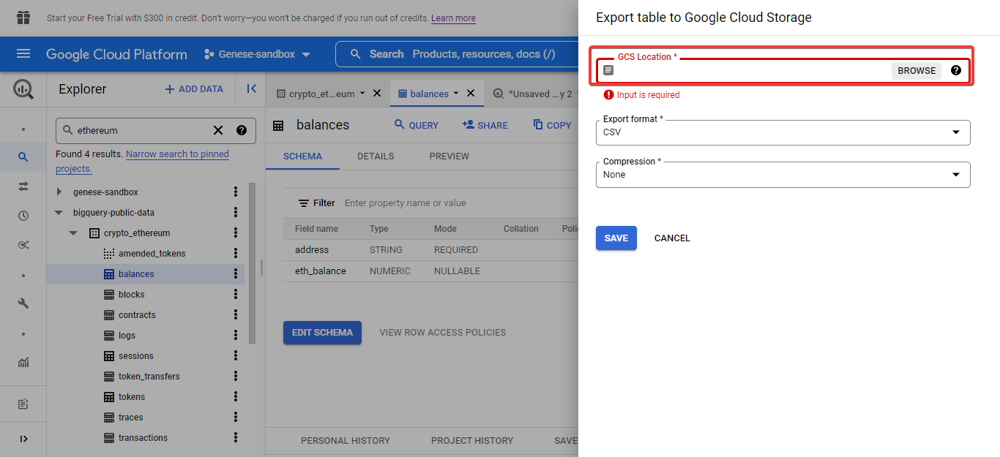 Start your Free Trial with $300 in credit. Don't worry—you won't be charged if you run out of credits. Learn more
Google Cloud Platform
Genese-sandbox
Search Products, resources, docs (/)
Explorer
+ ADD DATA
ethereum
Found 4 results. Narrow search to pinned
projects.
genese-sandbox
bigquery-public-data
crypto_ethereum
amended_tokens
balances
blocks
contracts
logs
sessions
token_transfers
tokens
traces
transactions
crypto_et...eum
balances
*Unsaved ...y 2
balances
QUERY
SHARE
COPY
SCHEMA
DETAILS
PREVIEW
Filter Enter property name or value
Field name Type Mode Collation Poli
address STRING REQUIRED
eth_balance NUMERIC NULLABLE
EDIT SCHEMA
VIEW ROW ACCESS POLICIES
PERSONAL HISTORY
PROJECT HISTORY
SAVE
Export table to Google Cloud Storage
GCS Location *
BROWSE
Input is required
Export format *
CSV
Compression *
None
SAVE
CANCEL